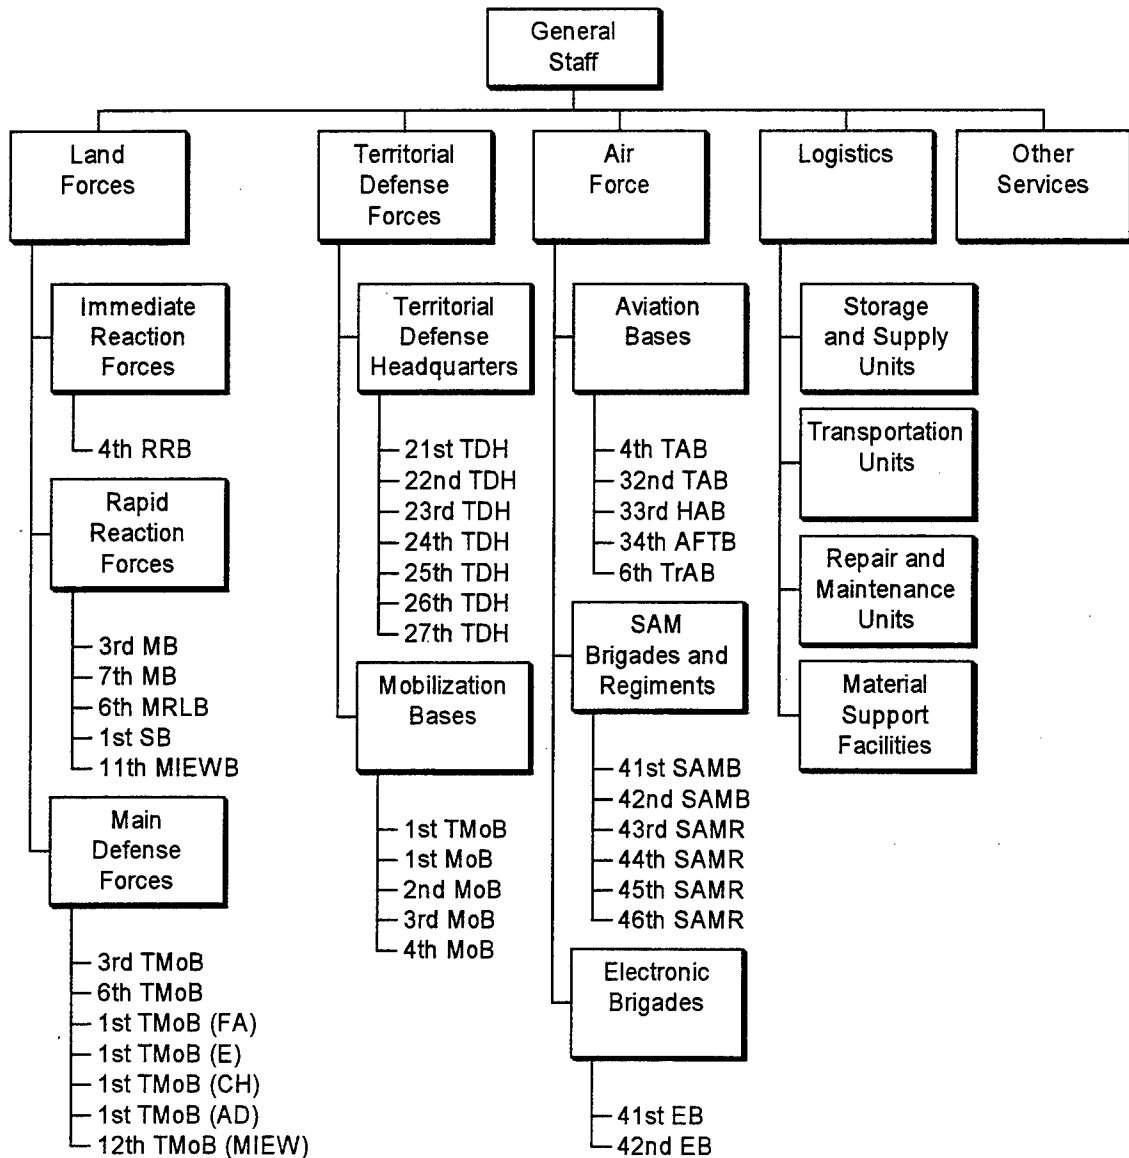 General
Staff
Land
Forces
Territorial
Defense
Forces
Air
Force
Logistics
Other
Services
Immediate
Reaction
Forces
4th RRB
Rapid
Reaction
Forces
3rd MB
7th MB
6th MRLB
1st SB
11th MIEWB
Main
Defense
Forces
3rd TMoB
6th TMoB
1st TMoB (FA)
1st TMoB (E)
1st TMoB (CH)
1st TMoB (AD)
12th TMoB (MIEW)
Territorial
Defense
Headquarters
21st TDH
22nd TDH
23rd TDH
24th TDH
25th TDH
26th TDH
27th TDH
Mobilization
Bases
1st TMoB
1st MoB
2nd MoB
3rd MoB
4th MoB
Aviation
Bases
4th TAB
32nd TAB
33rd HAB
34th AFTB
6th TrAB
SAM
Brigades and
Regiments
41st SAMB
42nd SAMB
43rd SAMR
44th SAMR
45th SAMR
46th SAMR
Electronic
Brigades
41st EB
42nd EB
Storage
and Supply
Units
Transportation
Units
Repair and
Maintenance
Units
Material
Support
Facilities